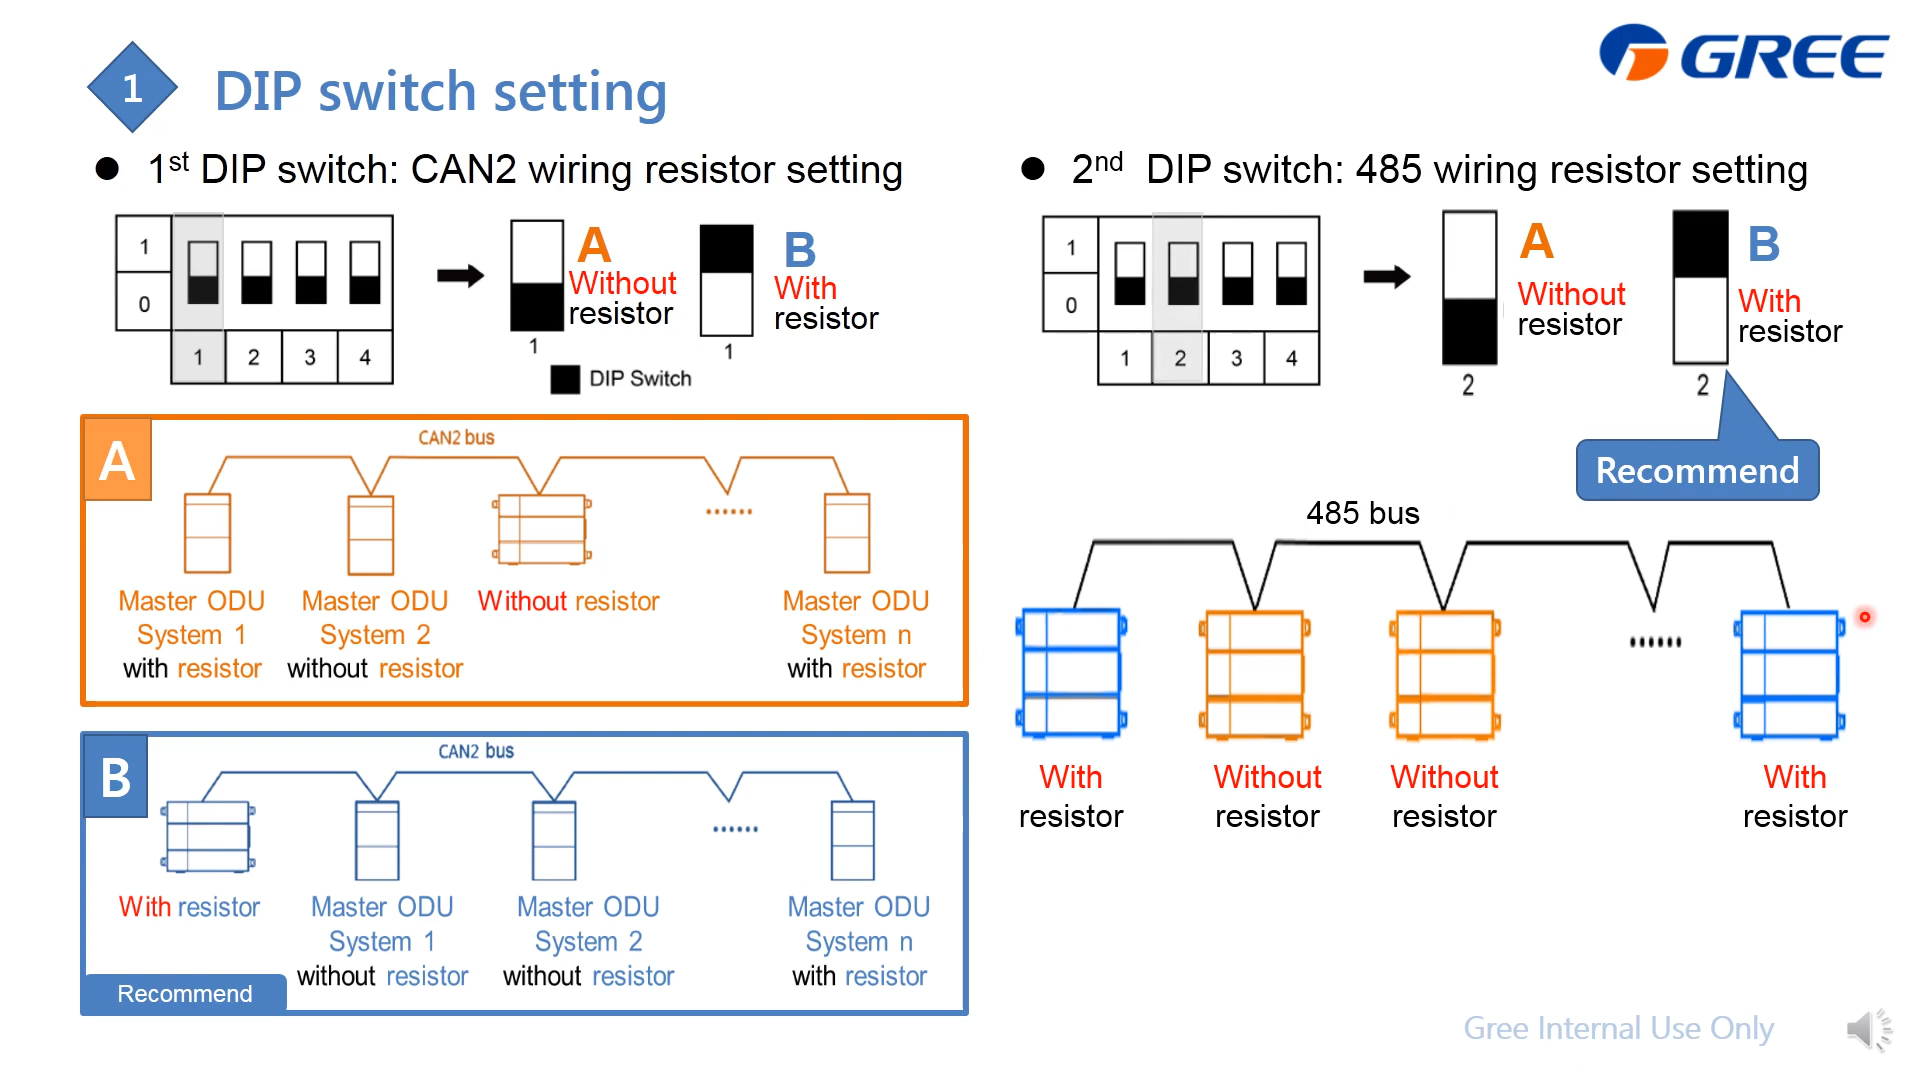 1
DIP switch setting
GREE
● 1st DIP switch: CAN2 wiring resistor setting
1
0
1 2 3 4
A
Without
resistor
1
B
With
resistor
1
DIP Switch
A
CAN2 bus
......
Master ODU
System 1
with resistor
Master ODU
System 2
without resistor
Without resistor
Master ODU
System n
with resistor
B
CAN2 bus
......
With resistor
Master ODU
System 1
without resistor
Master ODU
System 2
without resistor
Master ODU
System n
with resistor
Recommend
● 2nd DIP switch: 485 wiring resistor setting
1
0
1 2 3 4
A
Without
resistor
2
B
With
resistor
2
Recommend
485 bus
......
With
resistor
Without
resistor
Without
resistor
With
resistor
Gree Internal Use Only